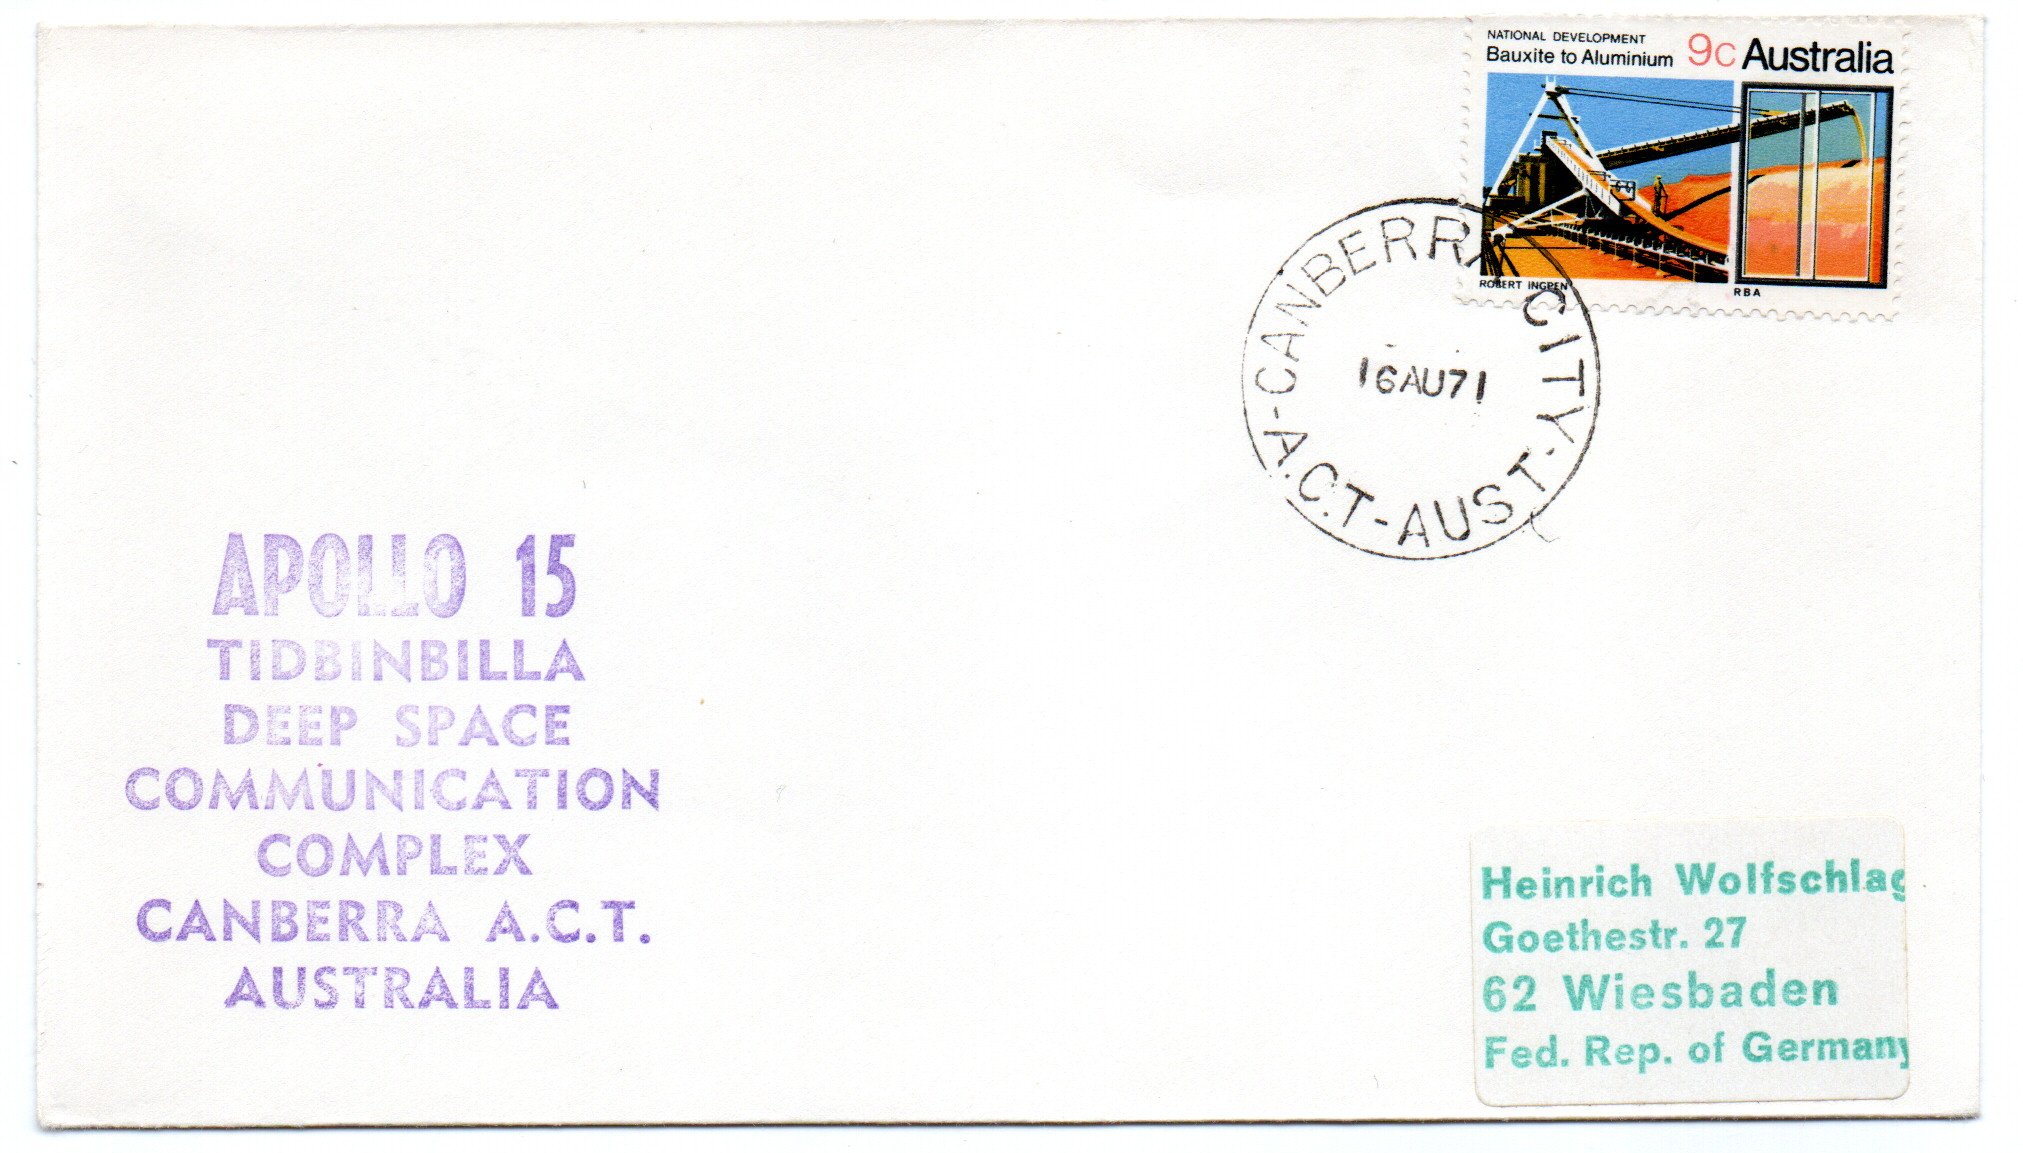 NATIONAL DEVELOPMENT
Bauxite to Aluminium 9c Australia
ROBERT INGPEN
RBA
CANBERRA CITY
16AU71
A.C.T-AUST
APOLLO 15
TIDBINBILLA
DEEP SPACE
COMMUNICATION
COMPLEX
CANBERRA A.C.T.
AUSTRALIA
Heinrich Wolfschlag
Goethestr. 27
62 Wiesbaden
Fed. Rep. of Germany